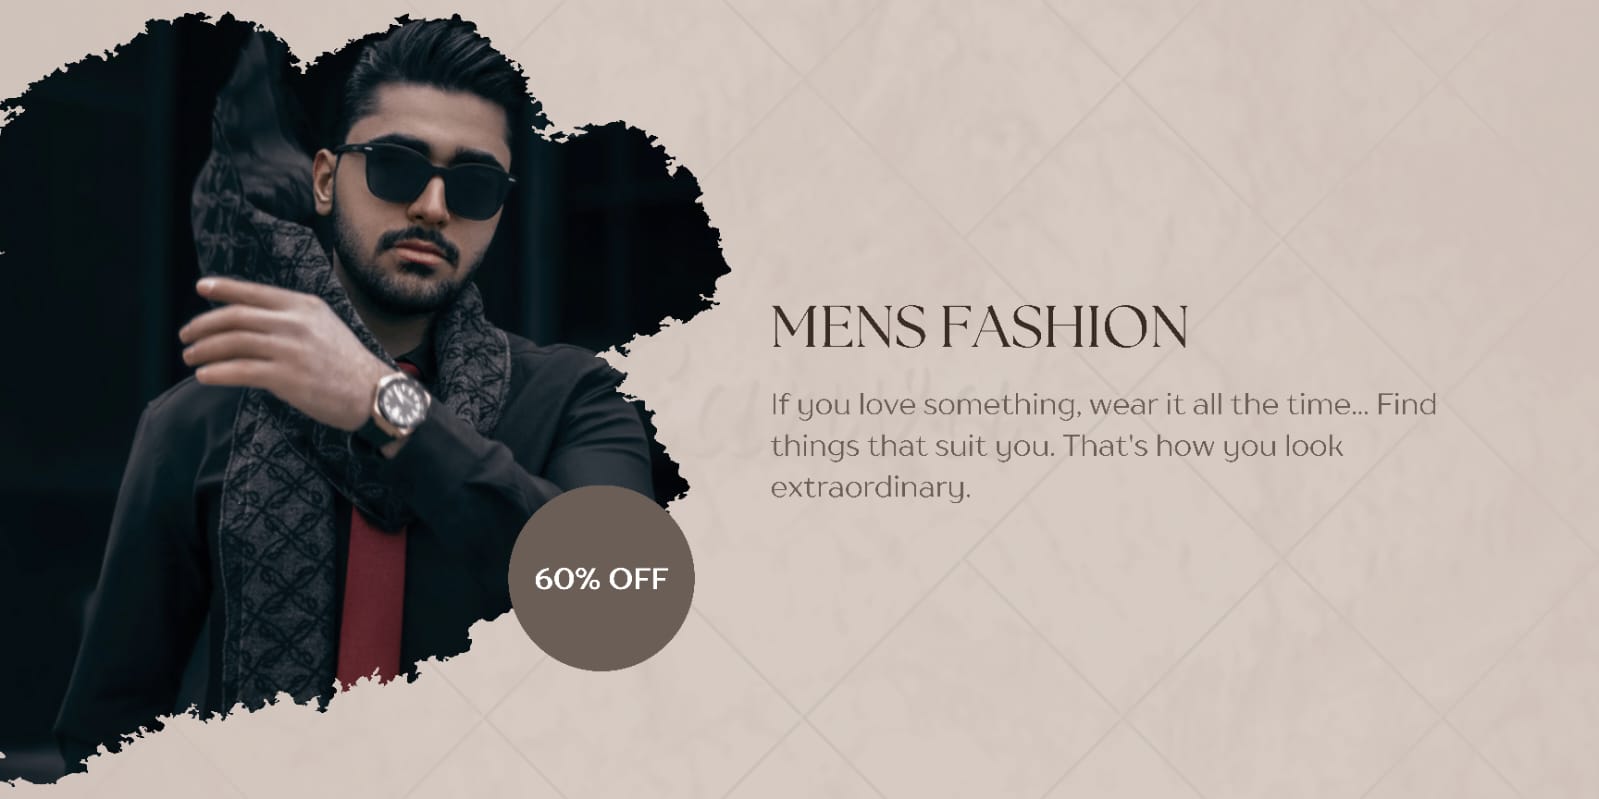 MENS FASHION
If you love something, wear it all the time... Find
things that suit you. That's how you look
extraordinary.
60% OFF